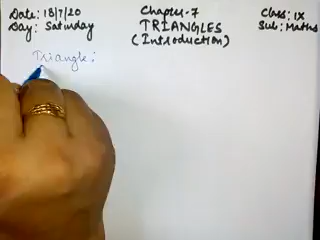 Date: 18/7/20 Chapter-7 Class: IX
Day: Saturday TRIANGLES Sub: Maths
(Introduction)
Triangle: